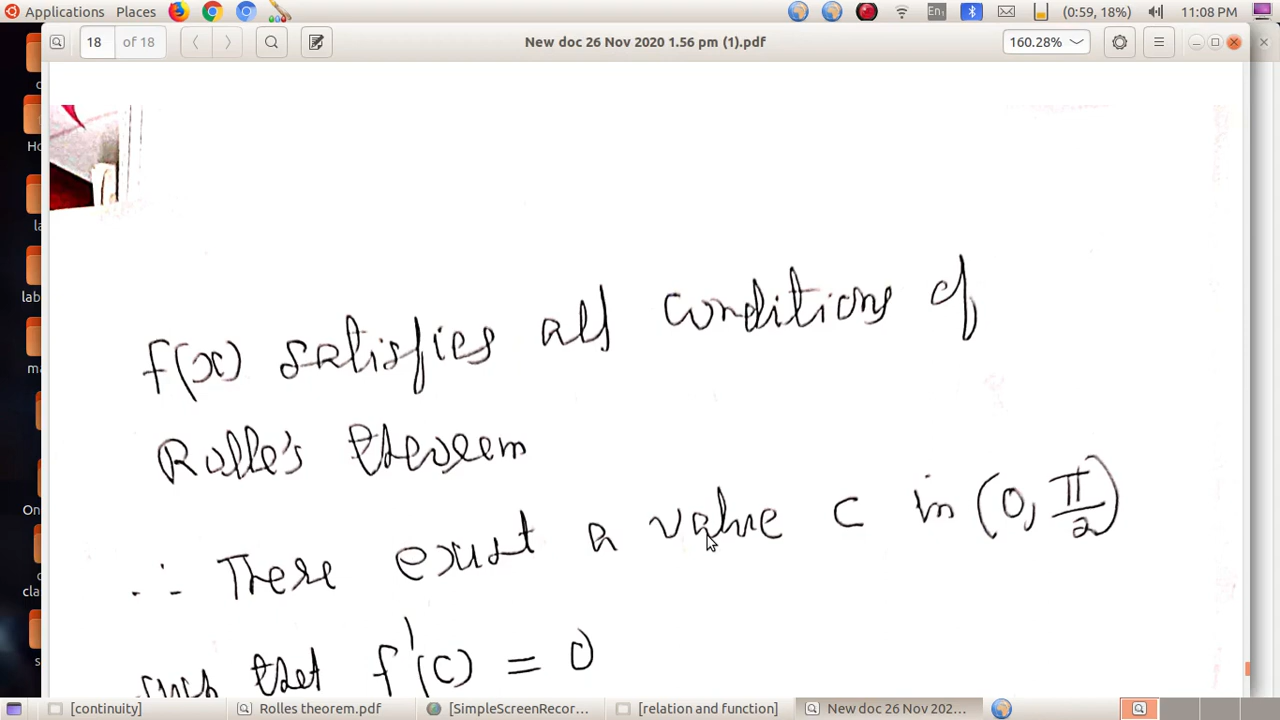 Applications Places En (0:59, 18%) 11:08 PM
18 of 18 New doc 26 Nov 2020 1.56 pm (1).pdf 160.28%
f(x) satisfies all conditions of
Rolle's theorem
∴ There exist a value c in (0, π/2)
such that f'(c) = 0
[continuity] Rolles theorem.pdf [SimpleScreenRecor... [relation and function] New doc 26 Nov 202...